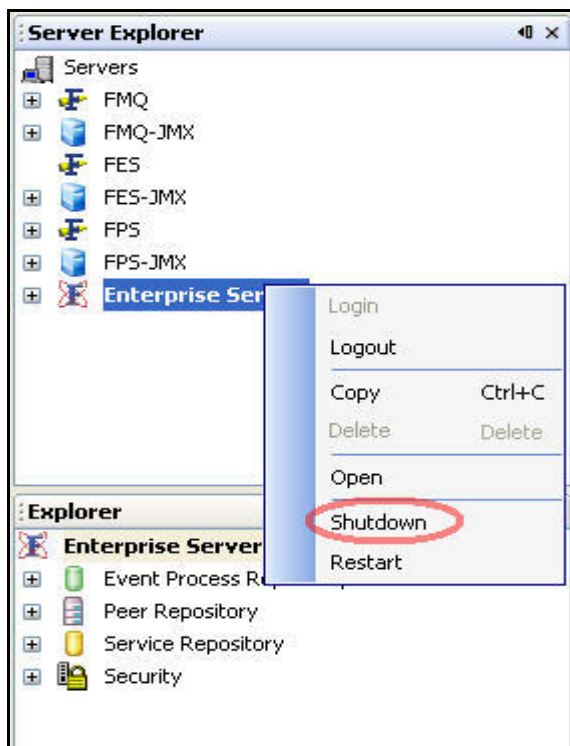 Server Explorer
Servers
FMQ
FMQ-JMX
FES
FES-JMX
FPS
FPS-JMX
Enterprise Ser
Login
Logout
Copy Ctrl+C
Delete Delete
Open
Shutdown
Restart
Explorer
Enterprise Server
Event Process R
Peer Repository
Service Repository
Security